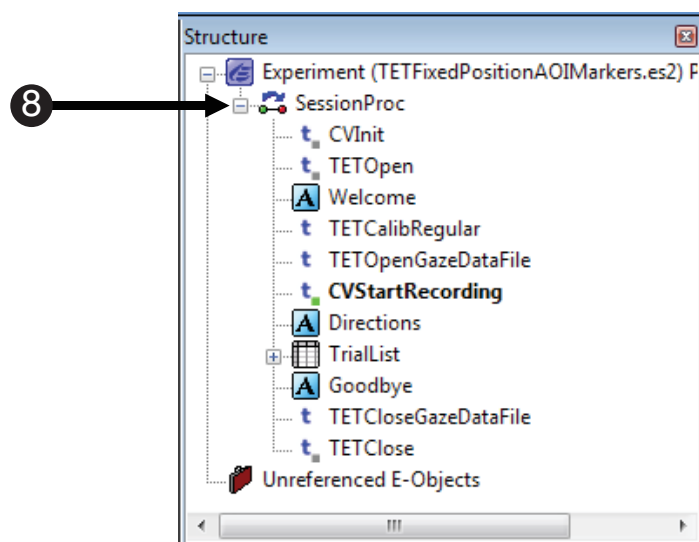 Structure
Experiment (TETFixedPositionAOIMarkers.es2) P
8
SessionProc
CVInit
t TETOpen
A Welcome
t TETCalibRegular
t TETOpenGazeDataFile
t CVStartRecording
A Directions
TrialList
A Goodbye
t TETCloseGazeDataFile
t TETClose
Unreferenced E-Objects